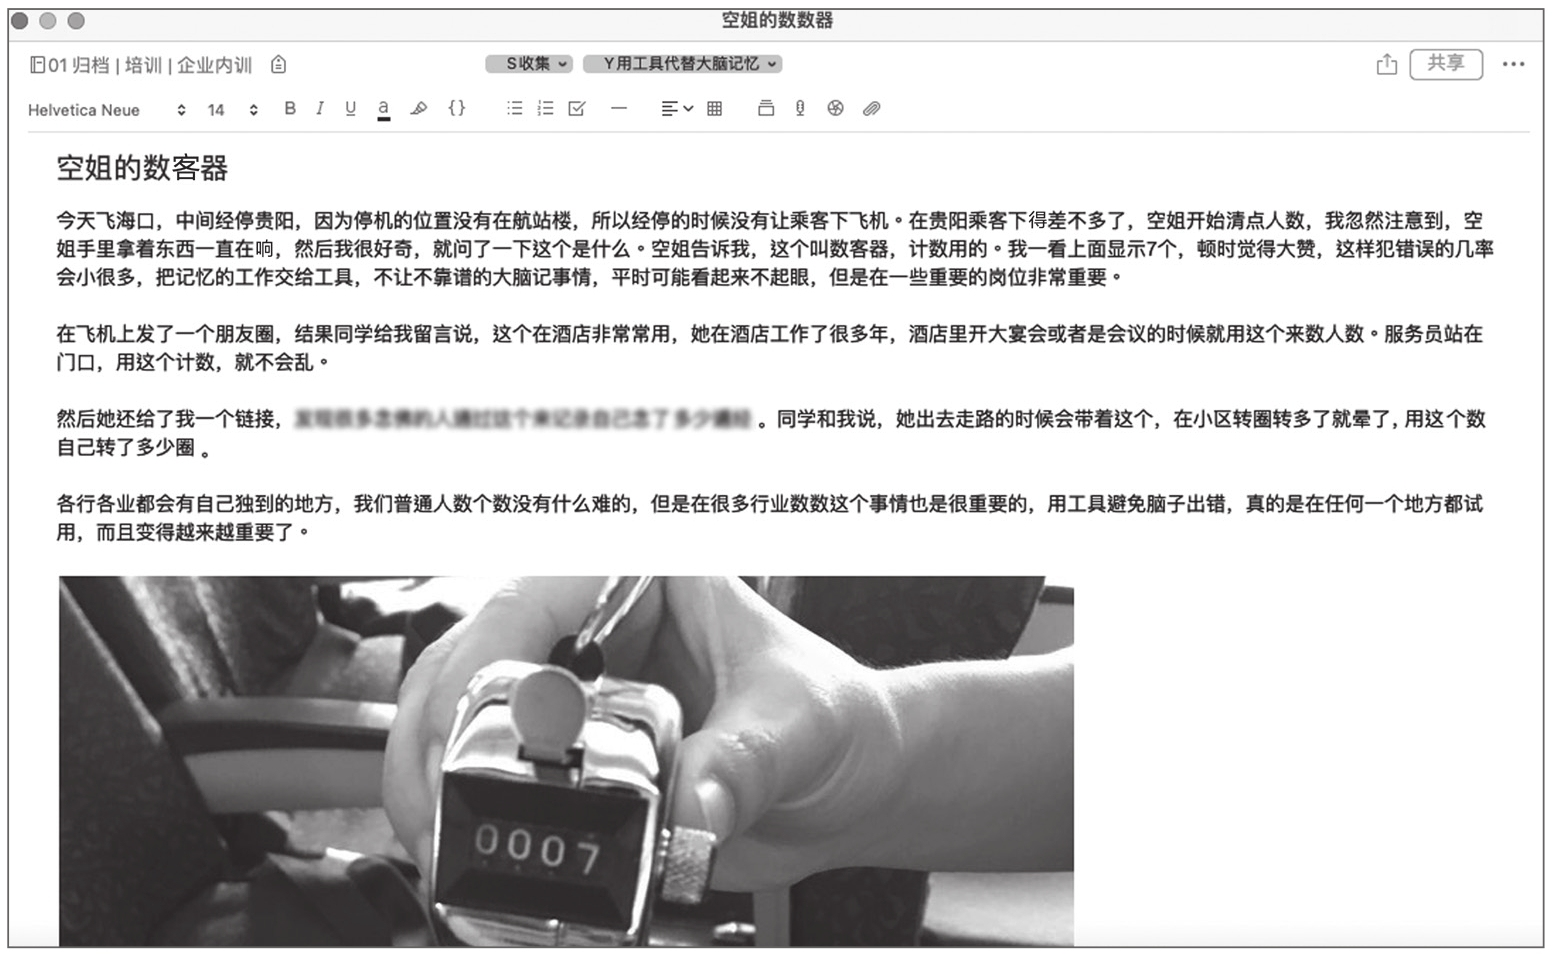 空姐的数数器
01 归档 | 培训 | 企业内训
S收集
Y用工具代替大脑记忆
共享
Helvetica Neue 14 B I U a {}
空姐的数客器
今天飞海口，中间经停贵阳，因为停机的位置没有在航站楼，所以经停的时候没有让乘客下飞机。在贵阳乘客下得差不多了，空姐开始清点人数，我忽然注意到，空
姐手里拿着东西一直在响，然后我很好奇，就问了一下这个是什么。空姐告诉我，这个叫数客器，计数用的。我一看上面显示7个，顿时觉得大赞，这样犯错误的几率
会小很多，把记忆的工作交给工具，不让不靠谱的大脑记事情，平时可能看起来不起眼，但是在一些重要的岗位非常重要。
在飞机上发了一个朋友圈，结果同学给我留言说，这个在酒店非常常用，她在酒店工作了很多年，酒店里开大宴会或者是会议的时候就用这个来数人数。服务员站在
门口，用这个计数，就不会乱。
然后她还给了我一个链接，。同学和我说，她出去走路的时候会带着这个，在小区转圈转多了就晕了, 用这个数
自己转了多少圈 。
各行各业都会有自己独到的地方，我们普通人数个数没有什么难的，但是在很多行业数数这个事情也是很重要的，用工具避免脑子出错，真的是在任何一个地方都试
用，而且变得越来越重要了。
0007